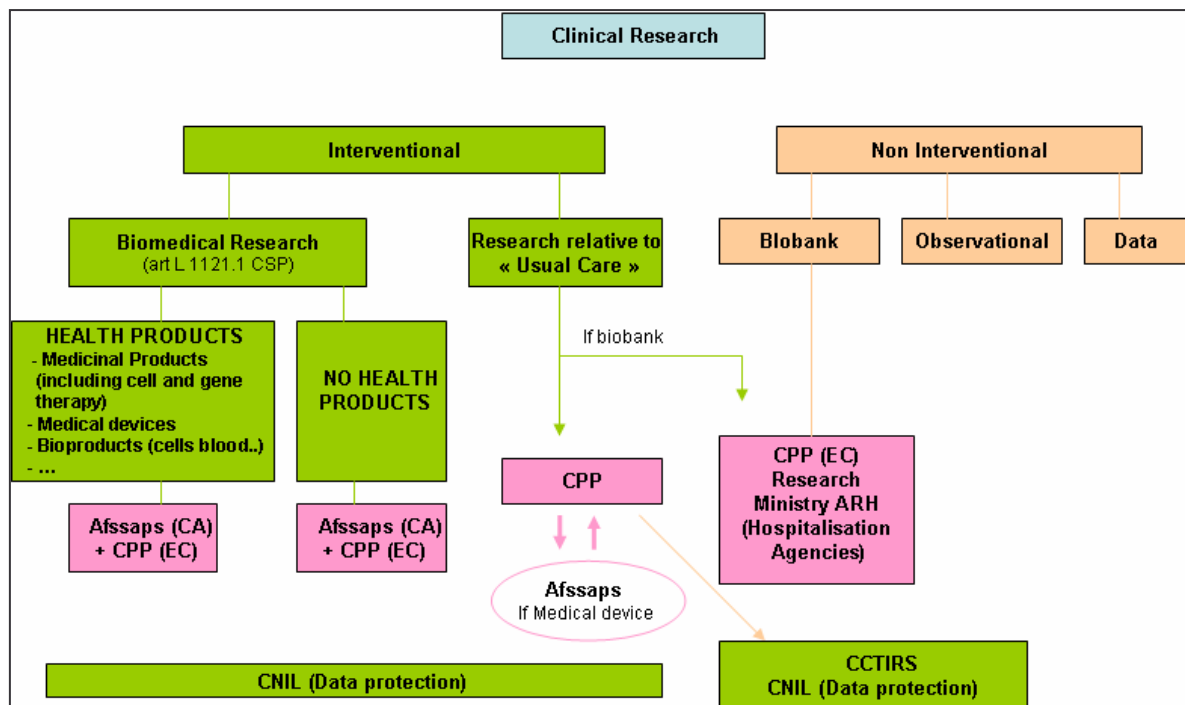 Clinical Research
Interventional
Non Interventional
Biomedical Research
(art L 1121.1 CSP)
Research relative to
« Usual Care »
BIobank
Observational
Data
HEALTH PRODUCTS
- Medicinal Products
(including cell and gene
therapy)
- Medical devices
- Bioproducts (cells blood..)
- ...
NO HEALTH
PRODUCTS
If biobank
CPP
CPP (EC)
Research
Ministry ARH
(Hospitalisation
Agencies)
Afssaps (CA)
+ CPP (EC)
Afssaps (CA)
+ CPP (EC)
Afssaps
If Medical device
CNIL (Data protection)
CCTIRS
CNIL (Data protection)